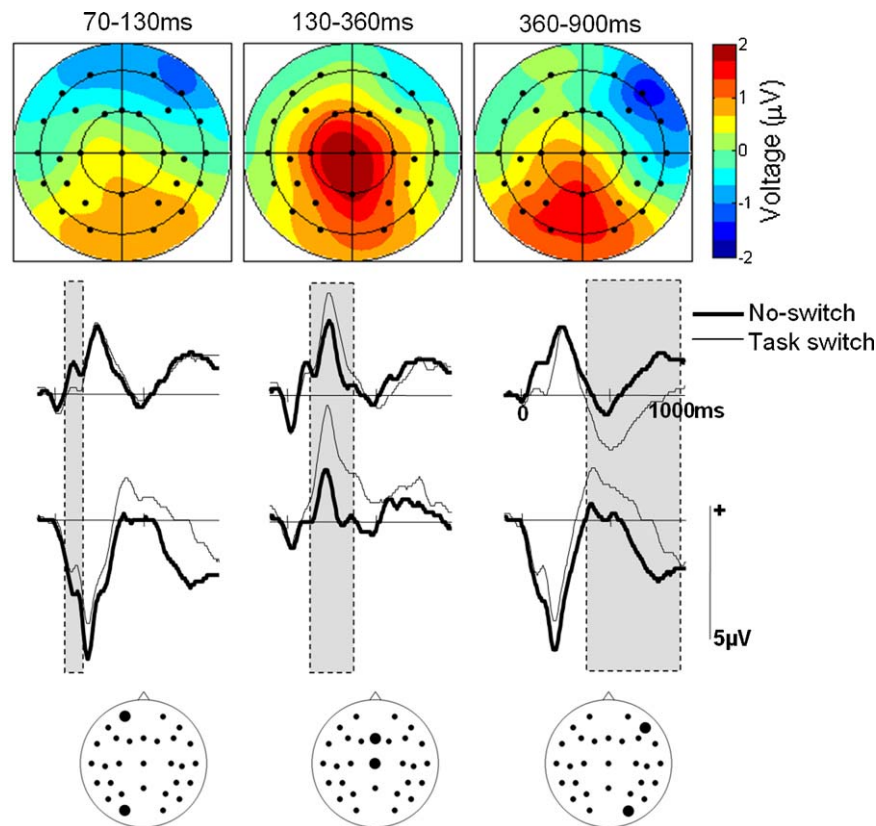 70-130ms 130-360ms 360-900ms
2
1
0
-1
-2
Voltage (µV)
No-switch
Task switch
0 1000ms
+
5µV